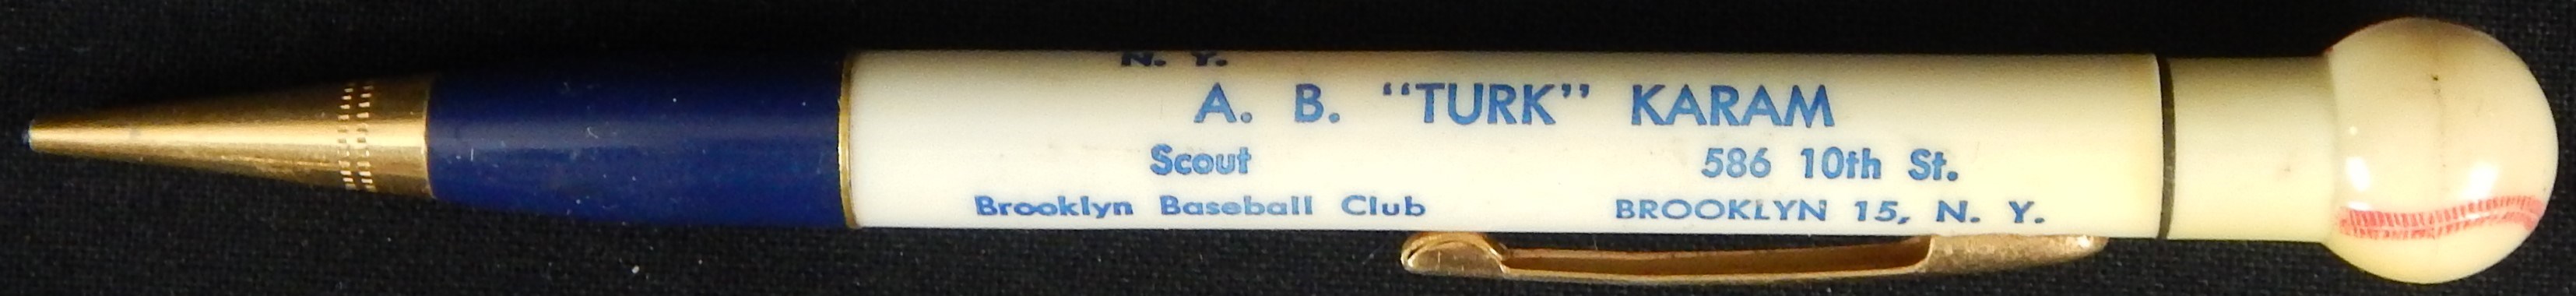 N. Y.
A. B. “TURK” KARAM
Scout 586 10th St.
Brooklyn Baseball Club BROOKLYN 15, N. Y.